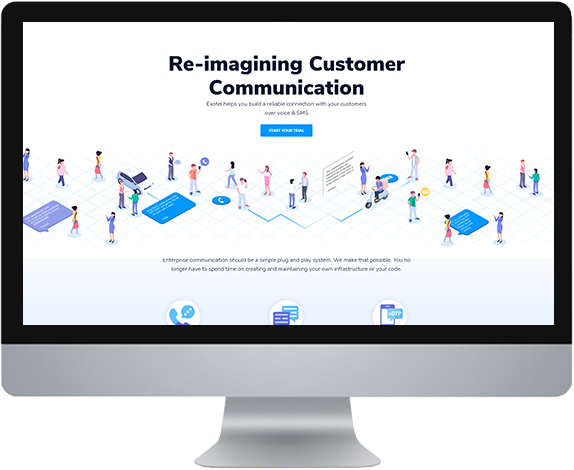 Re-imagining Customer
Communication
Exotel helps you build a reliable connection with your customers
over voice & SMS
START YOUR TRIAL
Enterprise communication should be a simple plug and play system. We make that possible. You no
longer have to spend time on creating and maintaining your own infrastructure or your code.
OTP